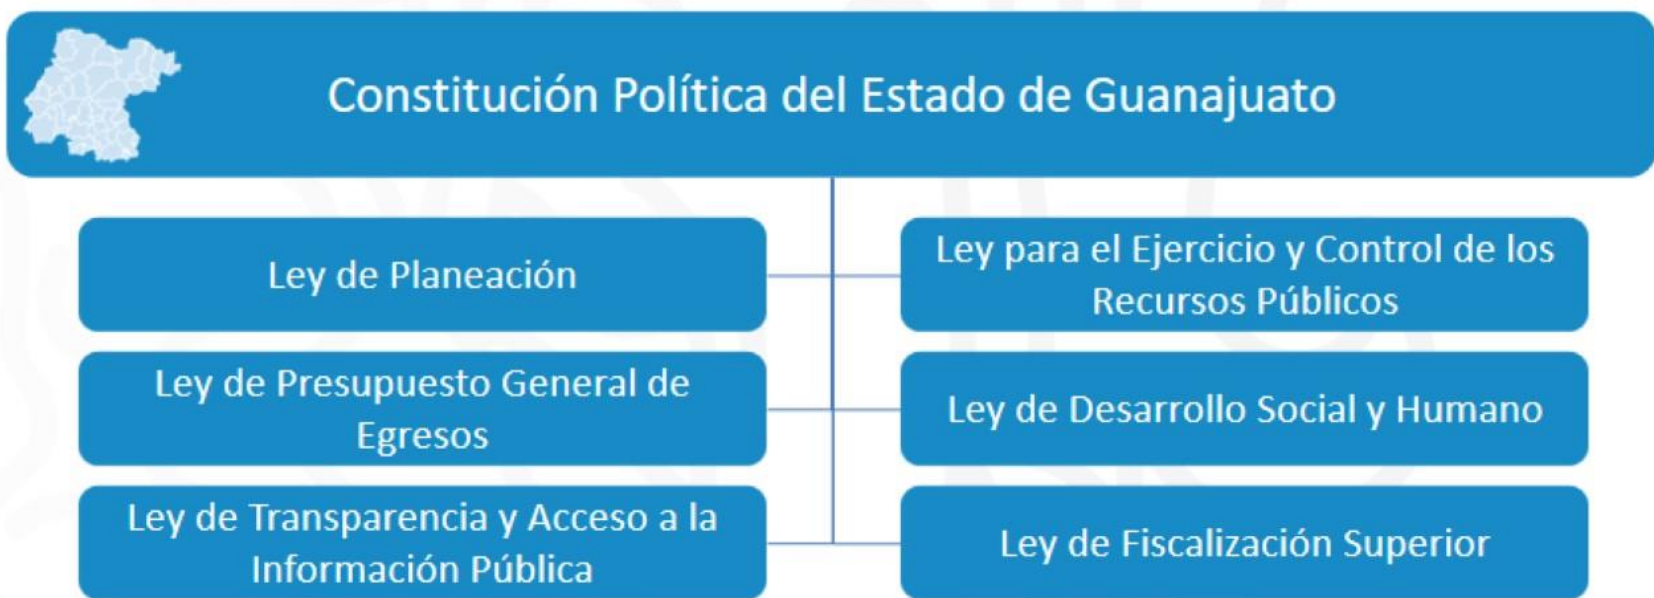 Constitución Política del Estado de Guanajuato
Ley de Planeación
Ley para el Ejercicio y Control de los
Recursos Públicos
Ley de Presupuesto General de
Egresos
Ley de Desarrollo Social y Humano
Ley de Transparencia y Acceso a la
Información Pública
Ley de Fiscalización Superior